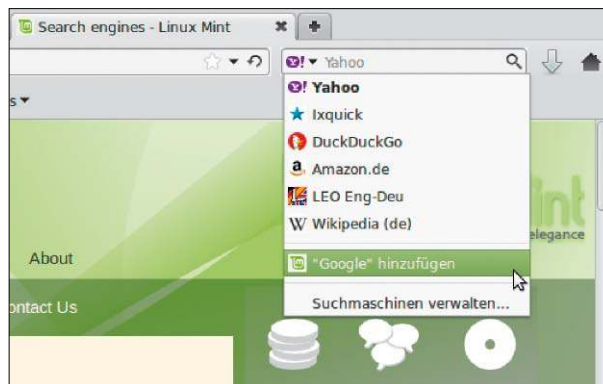 Search engines - Linux Mint
Yahoo
Yahoo
Ixquick
DuckDuckGo
Amazon.de
LEO Eng-Deu
Wikipedia (de)
elegance
"Google" hinzufügen
About
Suchmaschinen verwalten...
Us